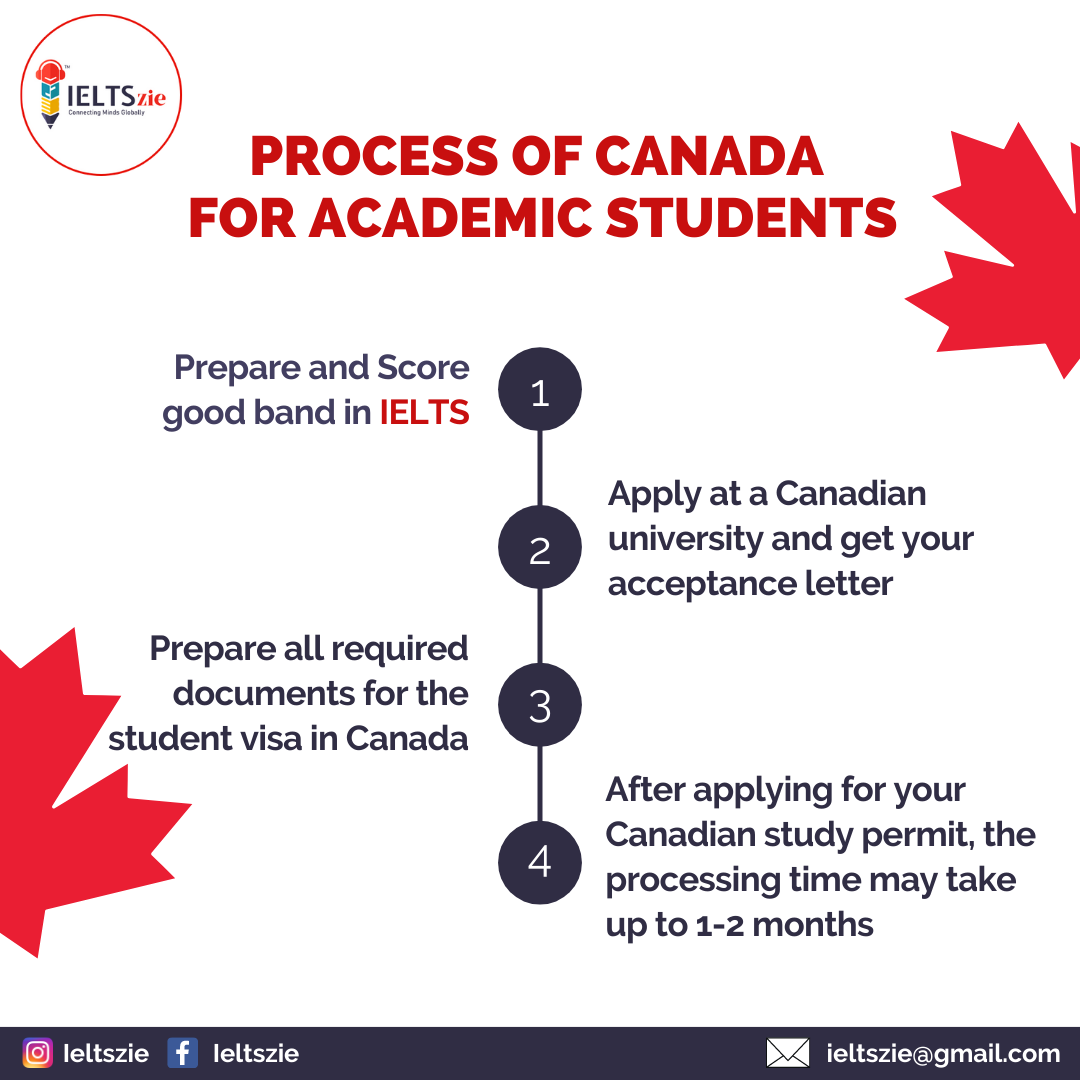 IELTSzie
TM
Connecting Minds Globally
PROCESS OF CANADA
FOR ACADEMIC STUDENTS
Prepare and Score
good band in IELTS
1
2
Apply at a Canadian
university and get your
acceptance letter
Prepare all required
documents for the
student visa in Canada
3
4
After applying for your
Canadian study permit, the
processing time may take
up to 1-2 months
Ieltszie Ieltszie ieltszie@gmail.com